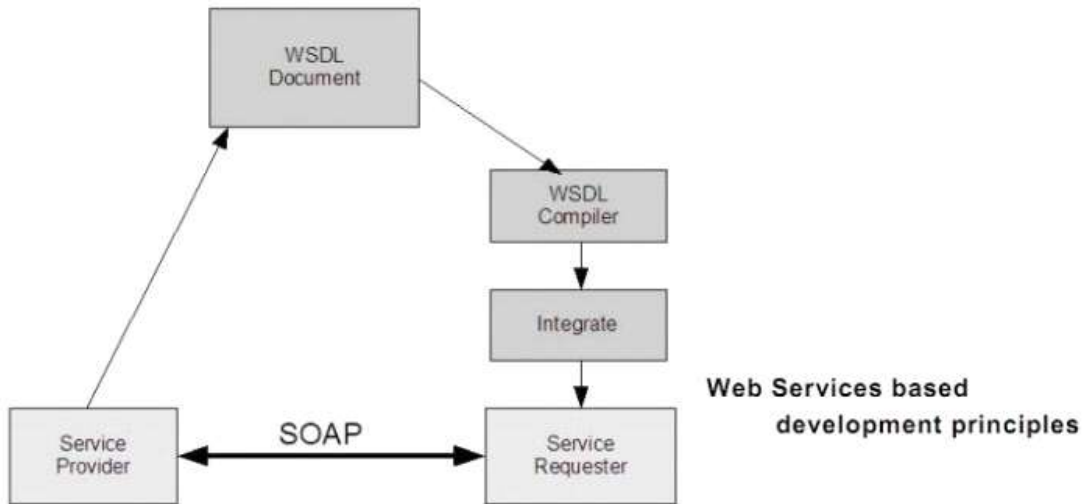 WSDL
Document
WSDL
Compiler
Integrate
Web Services based
development principles
Service
Provider
SOAP
Service
Requester